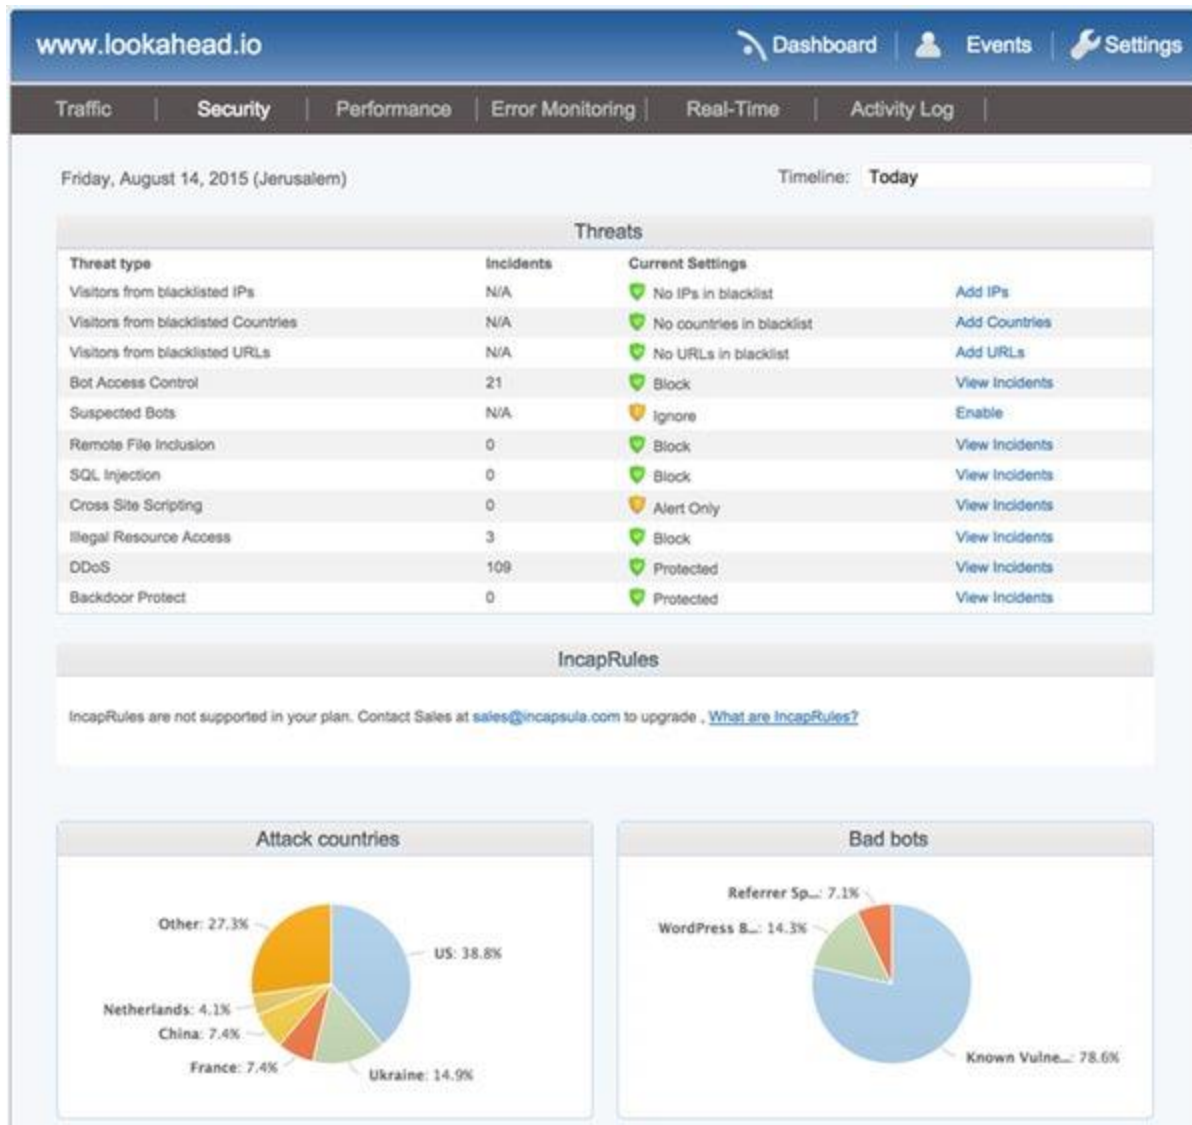 www.lookahead.io
Dashboard Events Settings
Traffic Security Performance Error Monitoring Real-Time Activity Log
Friday, August 14, 2015 (Jerusalem) Timeline: Today
Threats
Threat type Incidents Current Settings
Visitors from blacklisted IPs N/A No IPs in blacklist Add IPs
Visitors from blacklisted Countries N/A No countries in blacklist Add Countries
Visitors from blacklisted URLs N/A No URLs in blacklist Add URLs
Bot Access Control 21 Block View Incidents
Suspected Bots N/A Ignore Enable
Remote File Inclusion 0 Block View Incidents
SQL Injection 0 Block View Incidents
Cross Site Scripting 0 Alert Only View Incidents
Illegal Resource Access 3 Block View Incidents
DDoS 109 Protected View Incidents
Backdoor Protect 0 Protected View Incidents
IncapRules
IncapRules are not supported in your plan. Contact Sales at sales@incapsula.com to upgrade , What are IncapRules?
Attack countries
Other: 27.3%
US: 38.8%
Netherlands: 4.1%
China: 7.4%
France: 7.4%
Ukraine: 14.9%
Bad bots
Referrer Sp...: 7.1%
WordPress B...: 14.3%
Known Vulne...: 78.6%